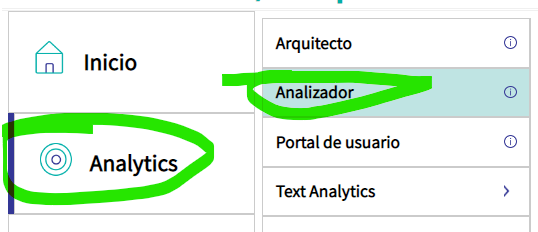 Inicio
Analytics
Arquitecto
Analizador
Portal de usuario
Text Analytics